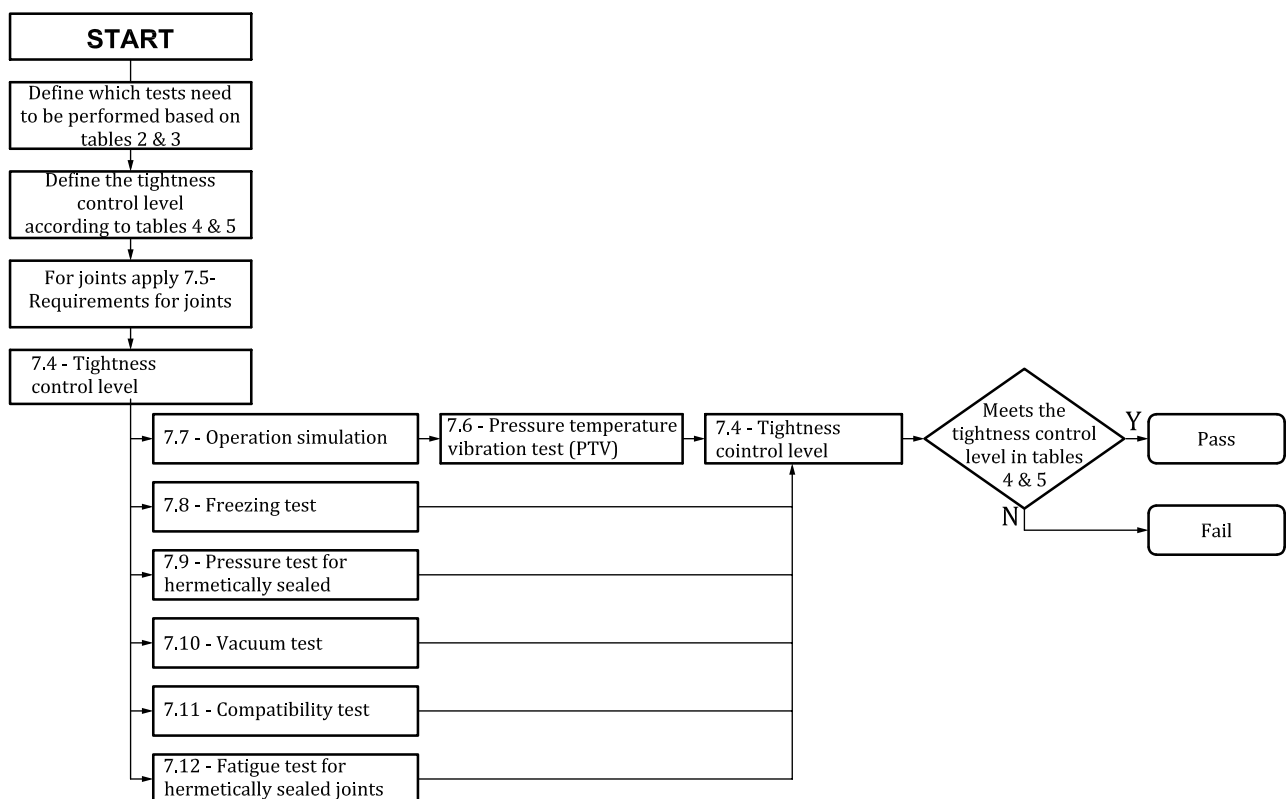 START
Define which tests need
to be performed based on
tables 2 & 3
Define the tightness
control level
according to tables 4 & 5
For joints apply 7.5-
Requirements for joints
7.4 - Tightness
control level
7.7 - Operation simulation
7.6 - Pressure temperature
vibration test (PTV)
7.4 - Tightness
cointrol level
Meets the
tightness control
level in tables
4 & 5
Y
Pass
N
Fail
7.8 - Freezing test
7.9 - Pressure test for
hermetically sealed
7.10 - Vacuum test
7.11 - Compatibility test
7.12 - Fatigue test for
hermetically sealed joints